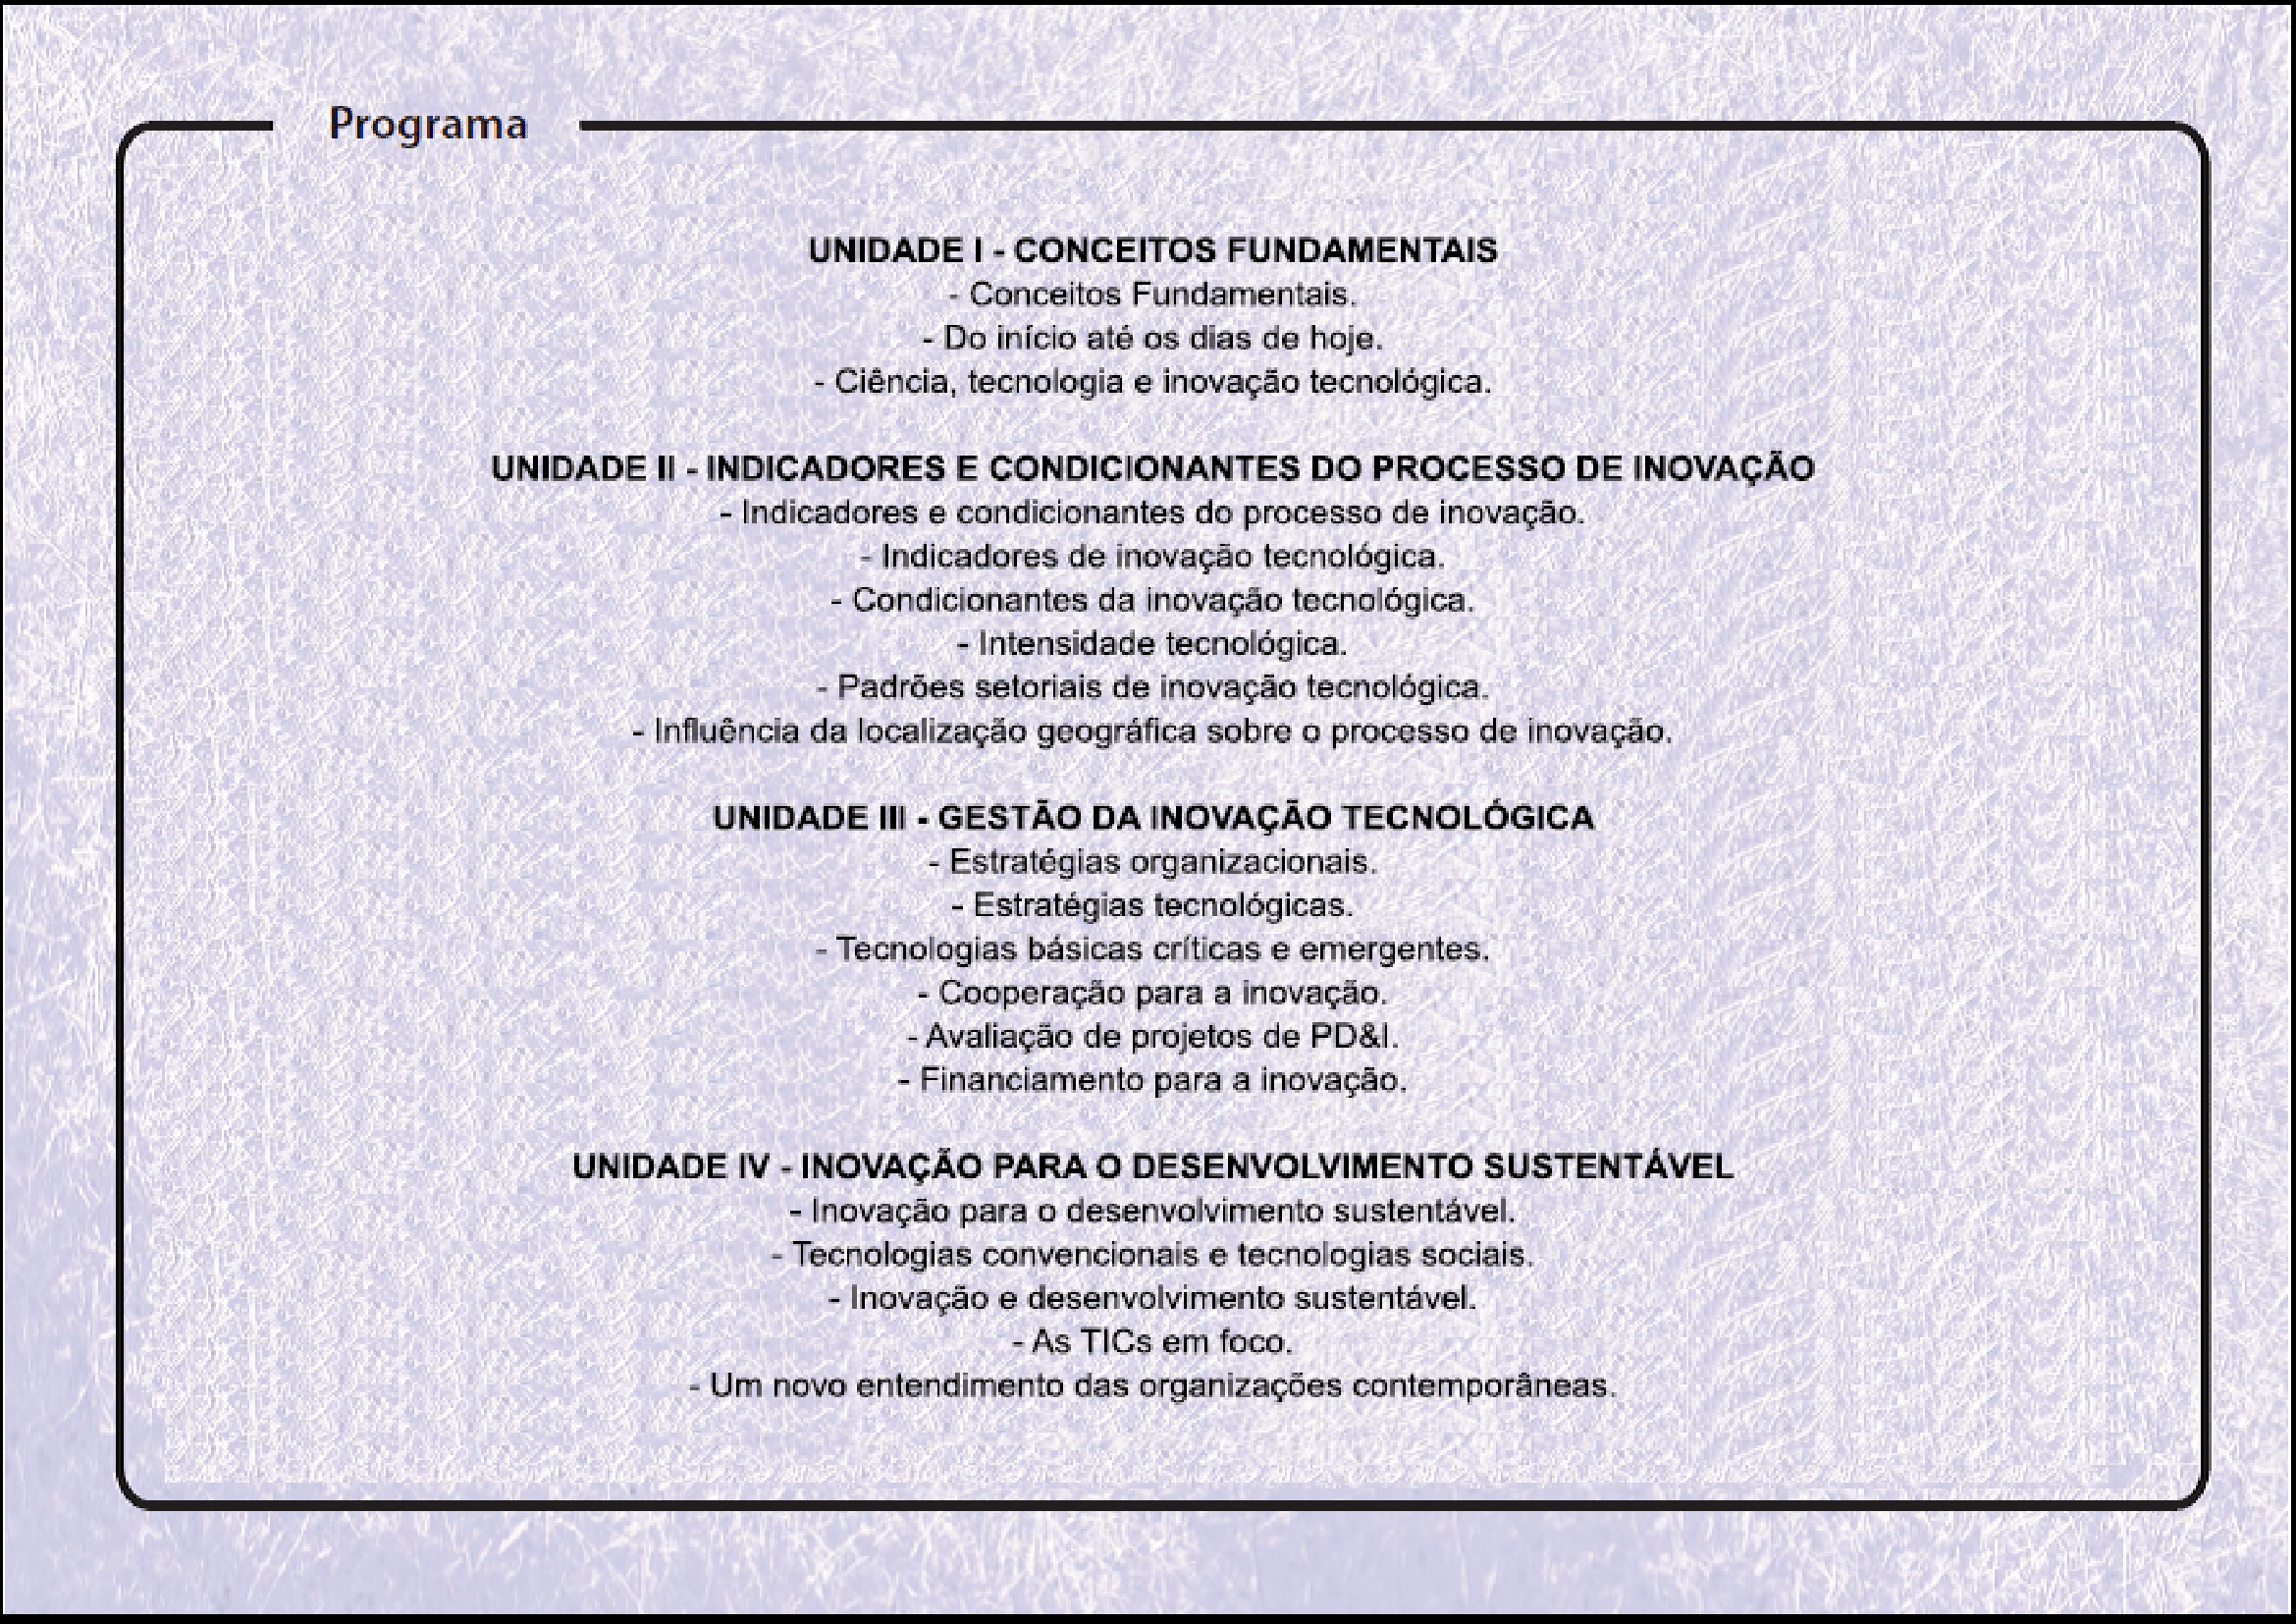 Programa
UNIDADE I - CONCEITOS FUNDAMENTAIS
- Conceitos Fundamentais.
- Do início até os dias de hoje.
- Ciência, tecnologia e inovação tecnológica.
UNIDADE II - INDICADORES E CONDICIONANTES DO PROCESSO DE INOVAÇÃO
- Indicadores e condicionantes do processo de inovação.
- Indicadores de inovação tecnológica.
- Condicionantes da inovação tecnológica.
- Intensidade tecnológica.
- Padrões setoriais de inovação tecnológica.
- Influência da localização geográfica sobre o processo de inovação.
UNIDADE III - GESTÃO DA INOVAÇÃO TECNOLÓGICA
- Estratégias organizacionais.
- Estratégias tecnológicas.
- Tecnologias básicas críticas e emergentes.
- Cooperação para a inovação.
- Avaliação de projetos de PD&I.
- Financiamento para a inovação.
UNIDADE IV - INOVAÇÃO PARA O DESENVOLVIMENTO SUSTENTÁVEL
- Inovação para o desenvolvimento sustentável.
- Tecnologias convencionais e tecnologias sociais.
- Inovação e desenvolvimento sustentável.
- As TICs em foco.
- Um novo entendimento das organizações contemporâneas.